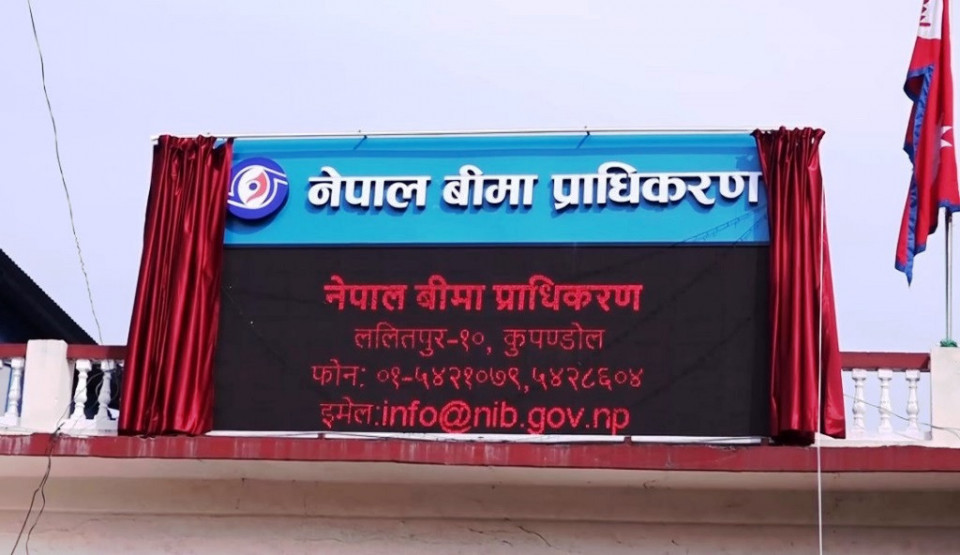 नेपाल बीमा प्राधिकरण
नेपाल बीमा प्राधिकरण
ललितपुर-१०, कुपण्डोल
फोन: ०१-५४२१०७९,५४२८६०४
इमेल:info@nib.gov.np